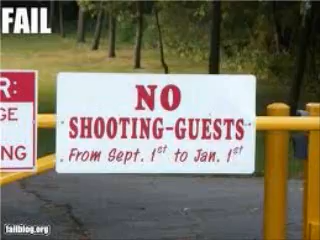 FAIL
R:
GE
NG
NO
SHOOTING-GUESTS
From Sept. 1st to Jan. 1st
failblog.org